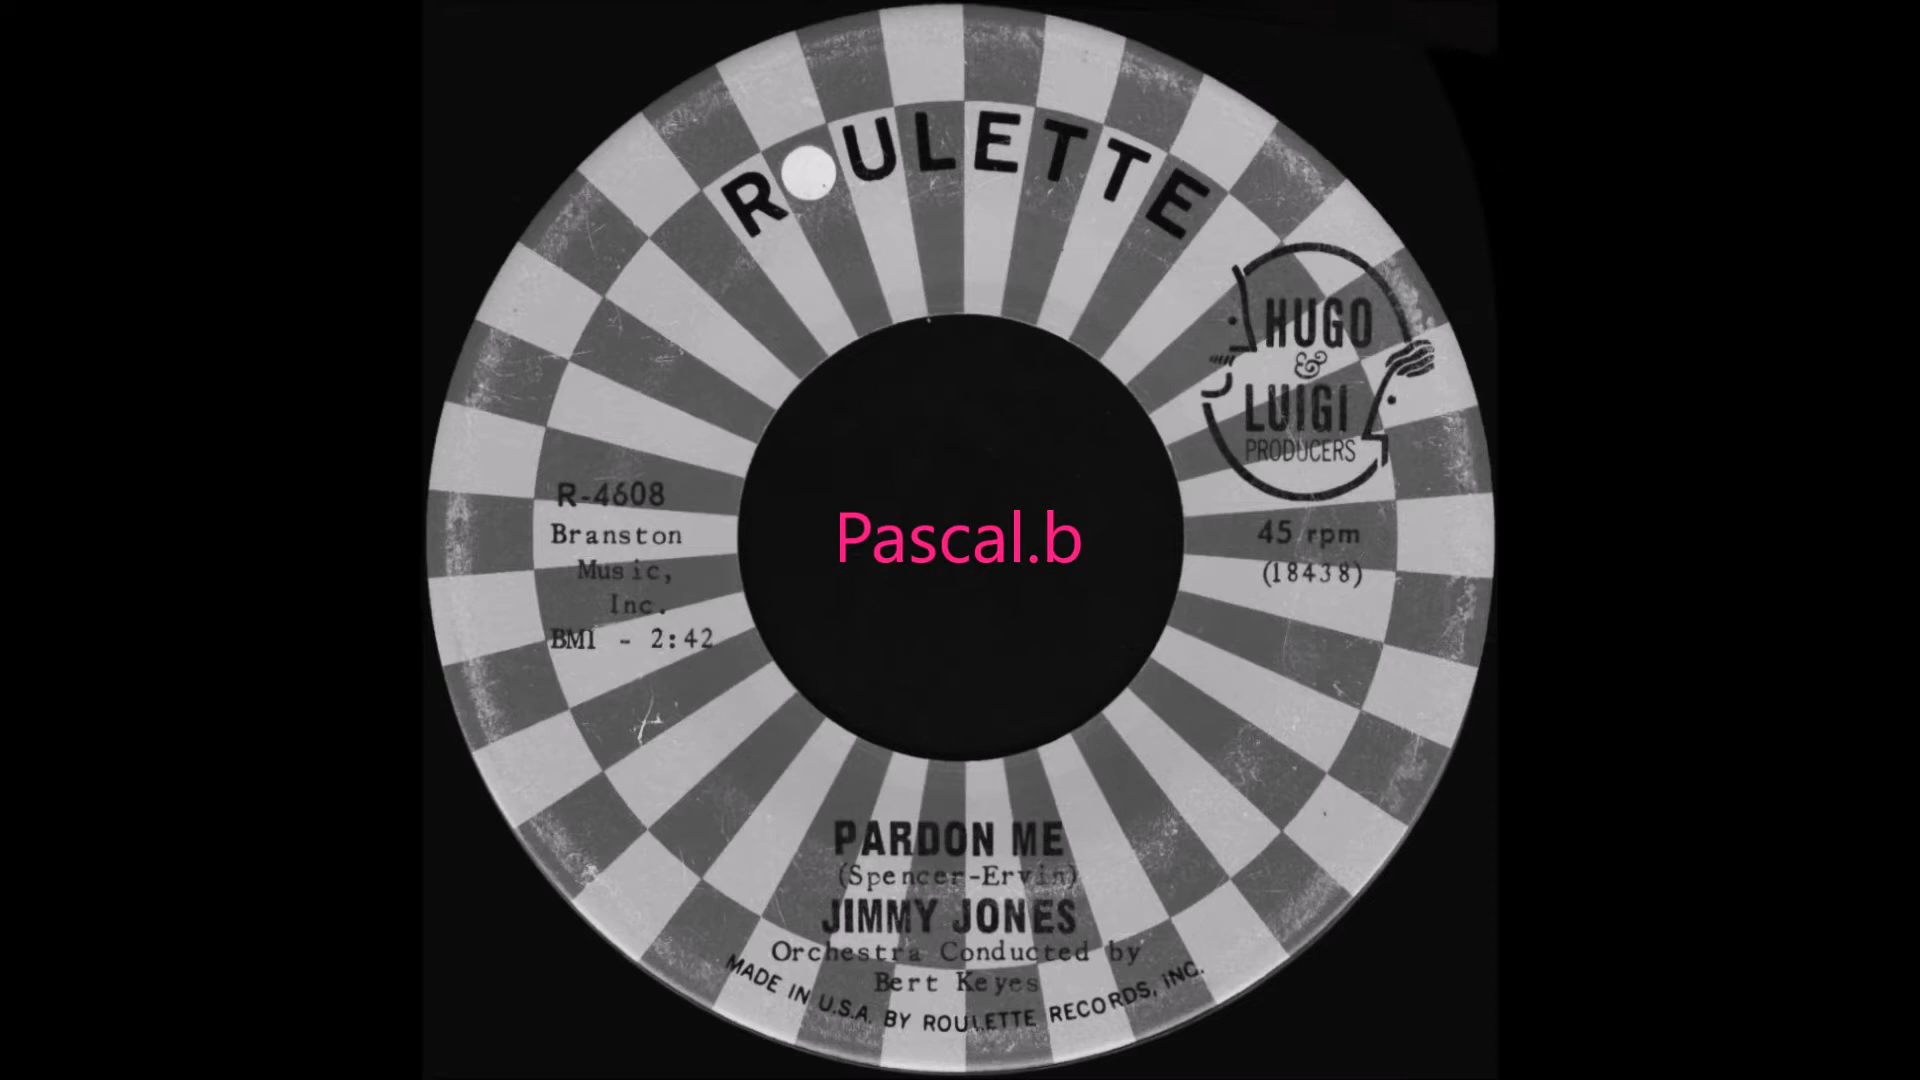 ROULETTE
HUGO
&
LUIGI
PRODUCERS
R-4608
Branston
Music,
Inc.
BMI - 2:42
Pascal.b
45 rpm
(18438)
PARDON ME
(Spencer-Ervin)
JIMMY JONES
Orchestra Conducted by
Bert Keyes
MADE IN U.S.A. BY ROULETTE RECORDS, INC.